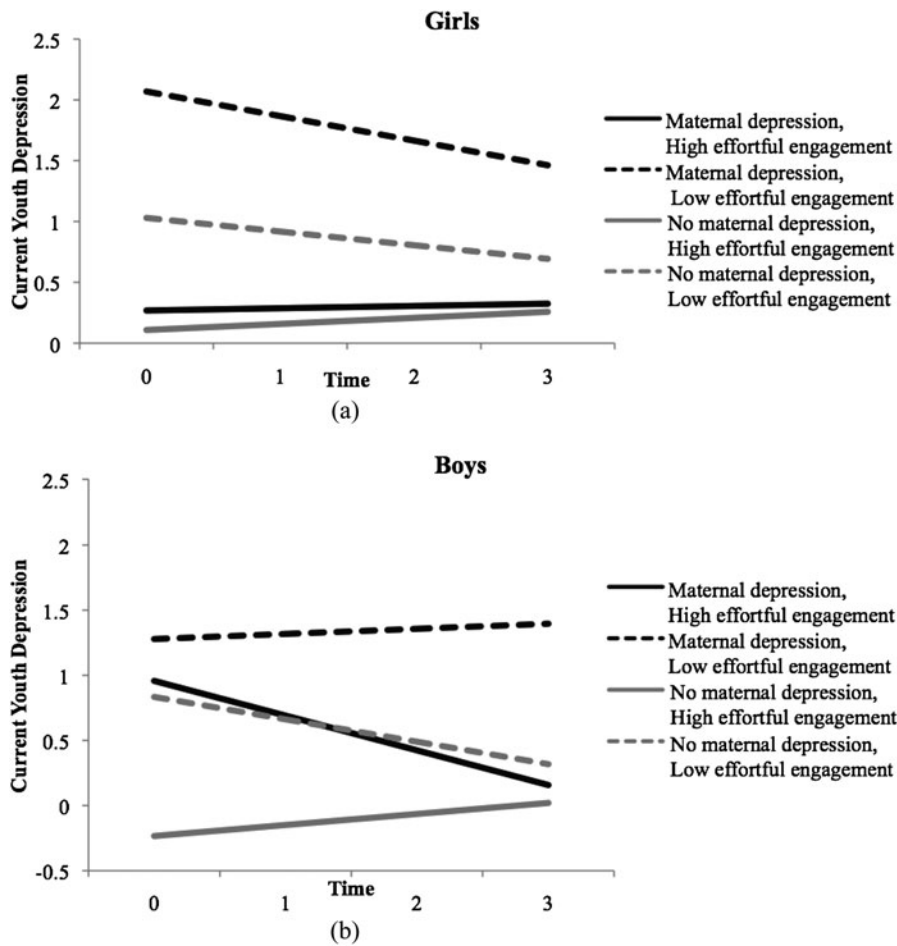 Girls
2.5
2
1.5
1
0.5
0
Current Youth Depression
0 1 2 3
Time
(a)
Maternal depression,
High effortful engagement
Maternal depression,
Low effortful engagement
No maternal depression,
High effortful engagement
No maternal depression,
Low effortful engagement
Boys
2.5
2
1.5
1
0.5
0
-0.5
Current Youth Depression
0 1 2 3
Time
(b)
Maternal depression,
High effortful engagement
Maternal depression,
Low effortful engagement
No maternal depression,
High effortful engagement
No maternal depression,
Low effortful engagement